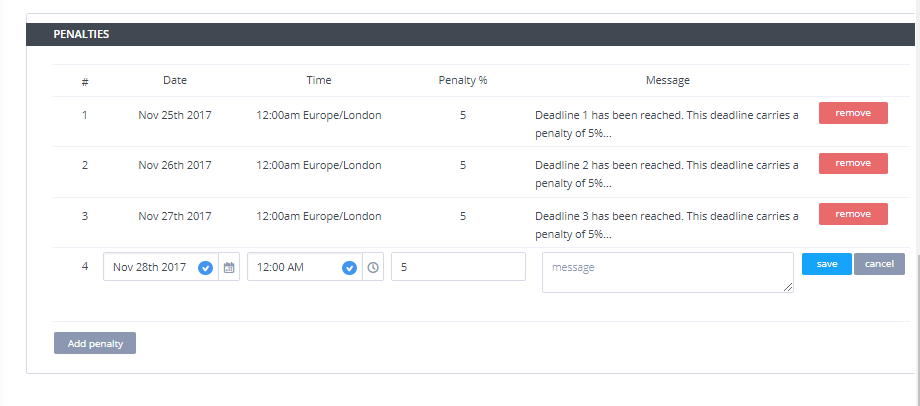 PENALTIES
# Date Time Penalty % Message
1 Nov 25th 2017 12:00am Europe/London 5 Deadline 1 has been reached. This deadline carries a remove
penalty of 5%...
2 Nov 26th 2017 12:00am Europe/London 5 Deadline 2 has been reached. This deadline carries a remove
penalty of 5%...
3 Nov 27th 2017 12:00am Europe/London 5 Deadline 3 has been reached. This deadline carries a remove
penalty of 5%...
4 Nov 28th 2017 12:00 AM 5 message save cancel
Add penalty